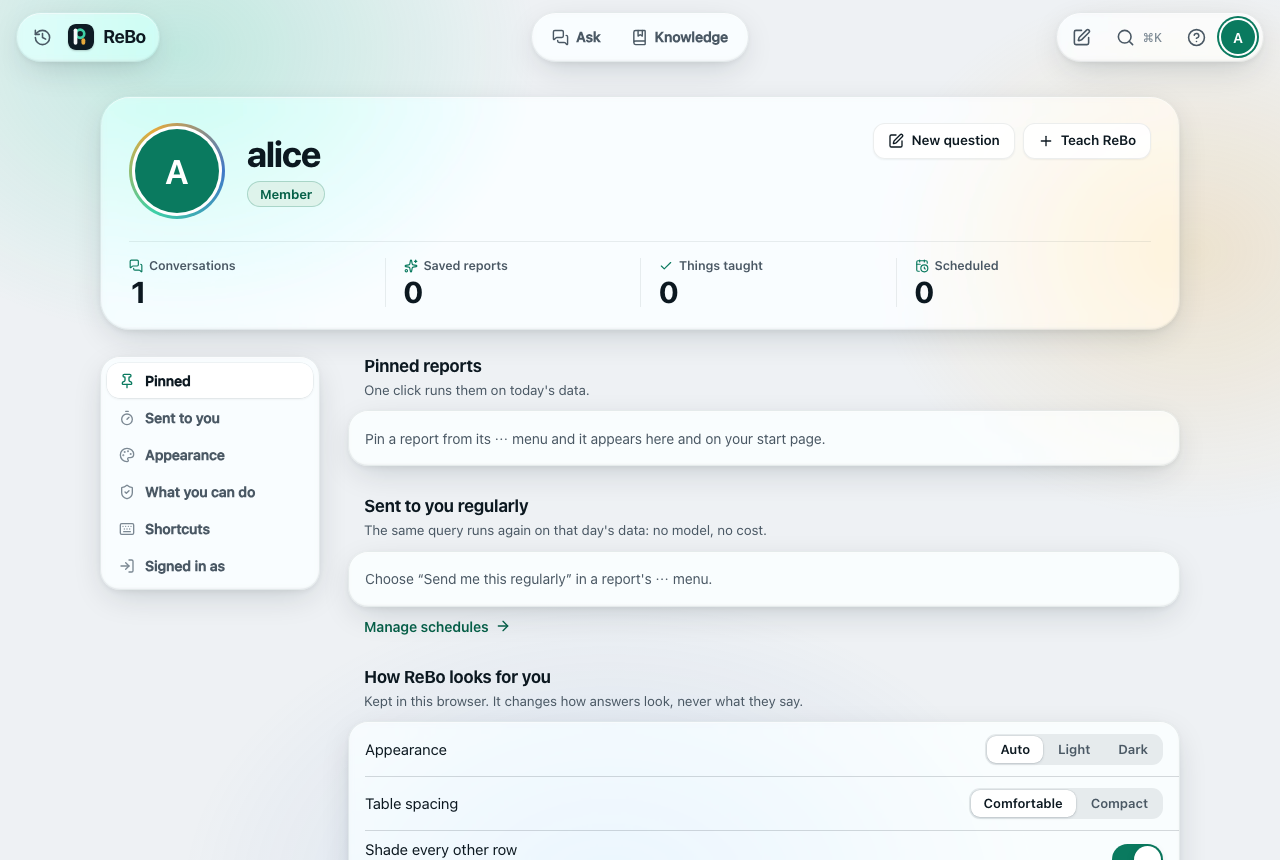 ReBo
Ask
Knowledge
⌘K
A
A
alice
Member
New question
Teach ReBo
Conversations
1
Saved reports
0
Things taught
0
Scheduled
0
Pinned
Sent to you
Appearance
What you can do
Shortcuts
Signed in as
Pinned reports
One click runs them on today's data.
Pin a report from its ··· menu and it appears here and on your start page.
Sent to you regularly
The same query runs again on that day's data: no model, no cost.
Choose “Send me this regularly” in a report's ··· menu.
Manage schedules
How ReBo looks for you
Kept in this browser. It changes how answers look, never what they say.
Appearance
Auto
Light
Dark
Table spacing
Comfortable
Compact
Shade every other row